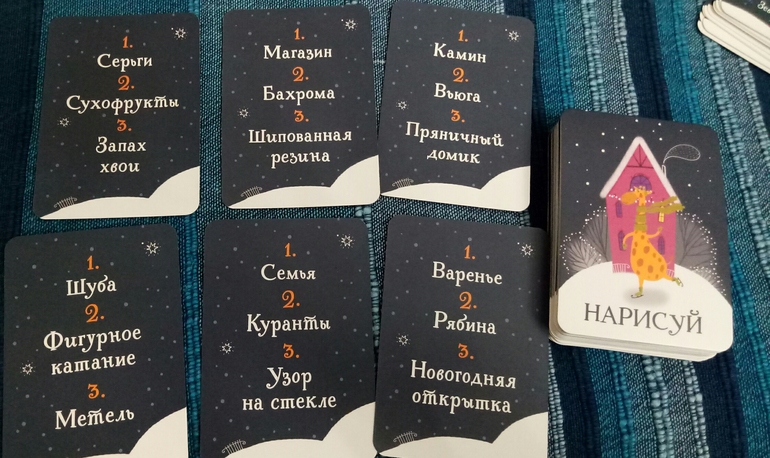 1.
Серьги
2.
Сухофрукты
3.
Запах
хвои
1.
Магазин
2.
Бахрома
3.
Шипованная
резина
1.
Камин
2.
Вьюга
3.
Пряничный
домик
1.
Шуба
2.
Фигурное
катание
3.
Метель
1.
Семья
2.
Куранты
3.
Узор
на стекле
1.
Варенье
2.
Рябина
3.
Новогодняя
открытка
НАРИСУЙ